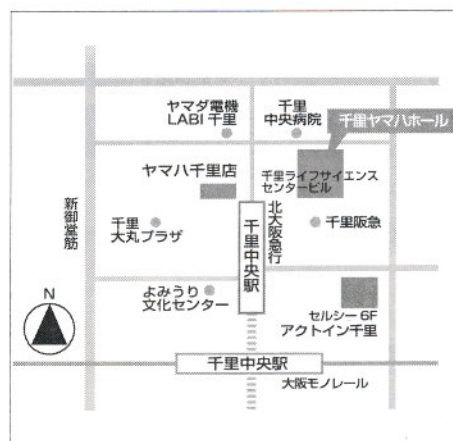 ヤマダ電機
LABI 千里
千里
中央病院
千里ヤマハホール
ヤマハ千里店
千里ライフサイエンス
センタービル
新御堂筋
千里
大丸プラザ
千里中央駅
北大阪急行
千里阪急
よみうり
文化センター
N
セルシー 6F
アクトイン千里
千里中央駅
大阪モノレール